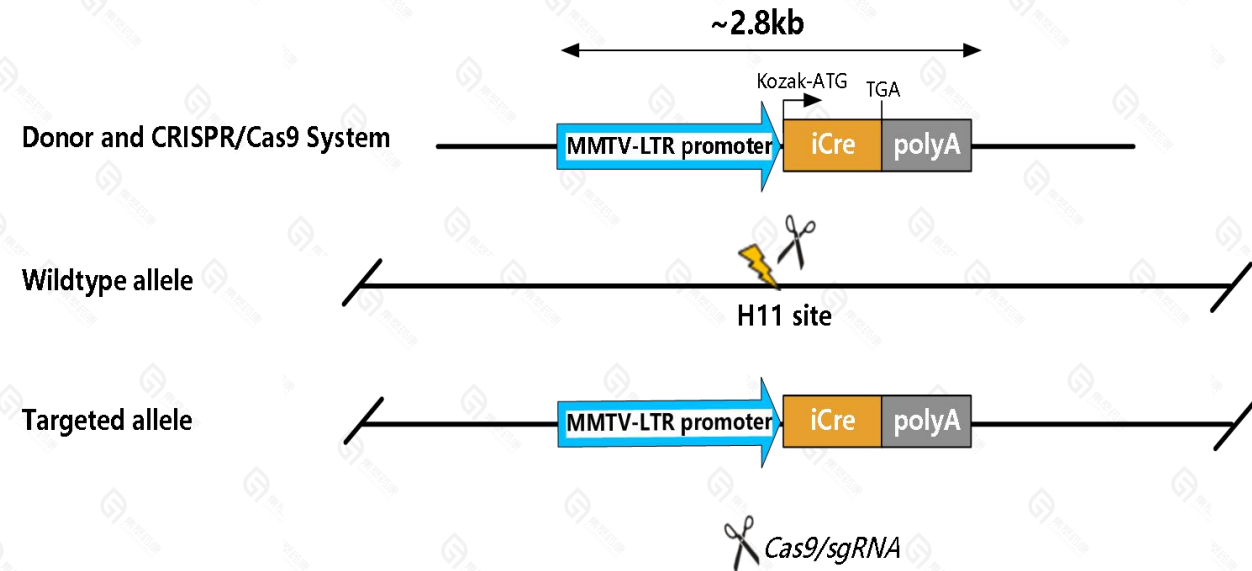 ~2.8kb
Kozak-ATG
TGA
Donor and CRISPR/Cas9 System
MMTV-LTR promoter
iCre
polyA
Wildtype allele
H11 site
Targeted allele
MMTV-LTR promoter
iCre
polyA
Cas9/sgRNA